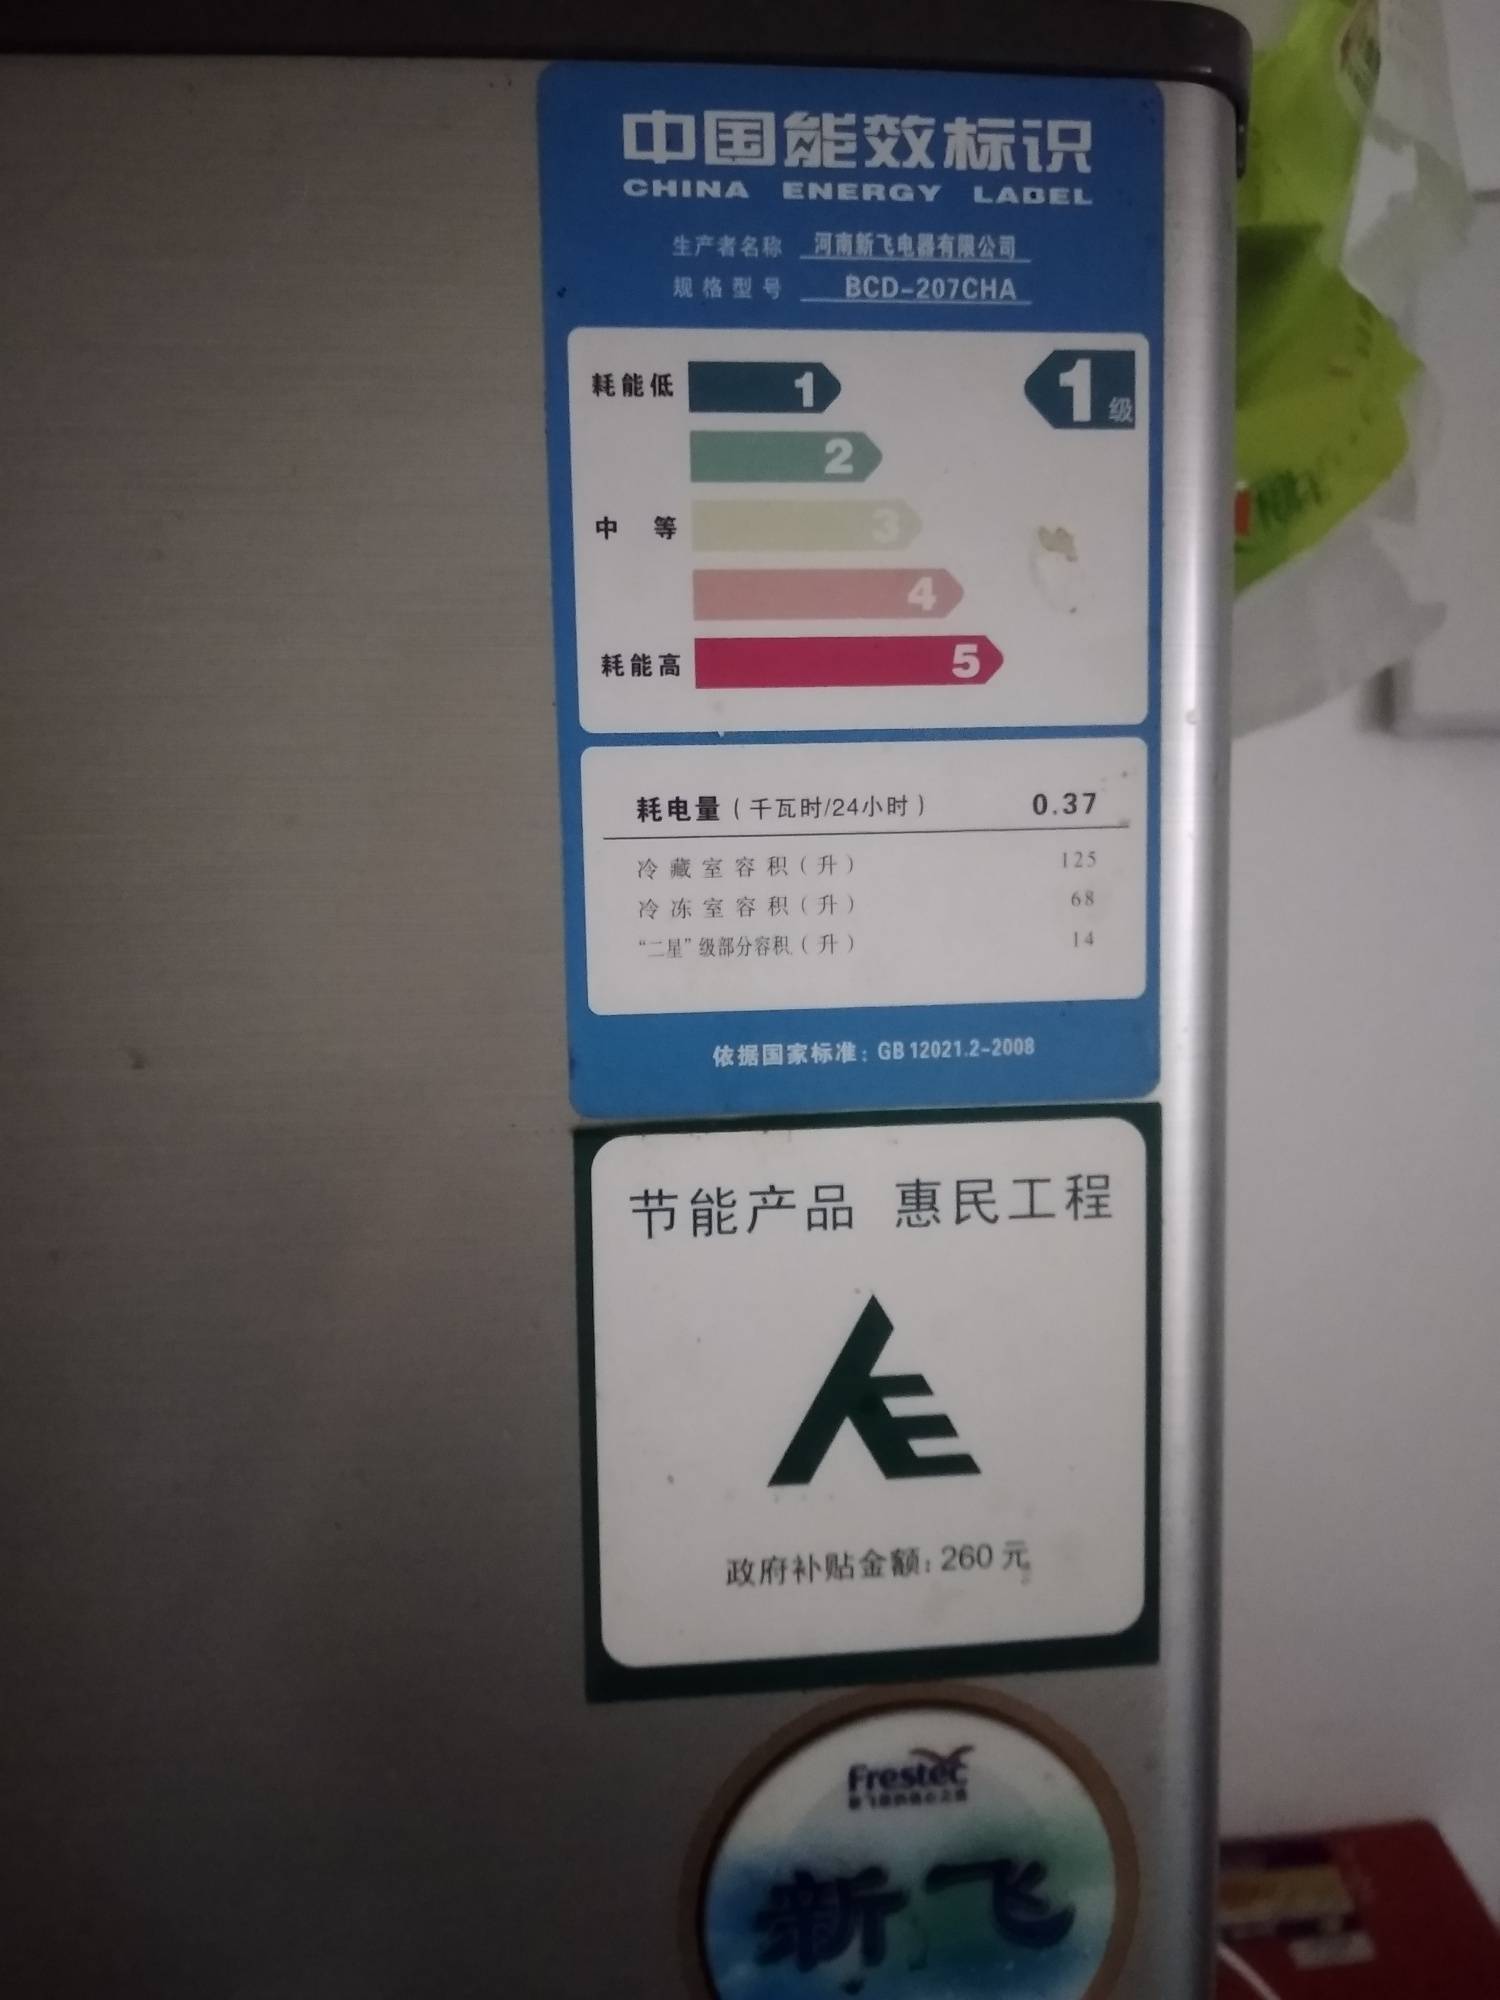 中国能效标识
CHINA ENERGY LABEL
生产者名称 河南新飞电器有限公司
规格型号 BCD-207CHA
耗能低 1 1级
2
中 等 3
4
耗能高 5
耗电量（千瓦时/24小时） 0.37
冷藏室容积（升） 125
冷冻室容积（升） 68
“二星”级部分容积（升） 14
依据国家标准：GB 12021.2-2008
节能产品 惠民工程
政府补贴金额：260元
Frestec
新飞